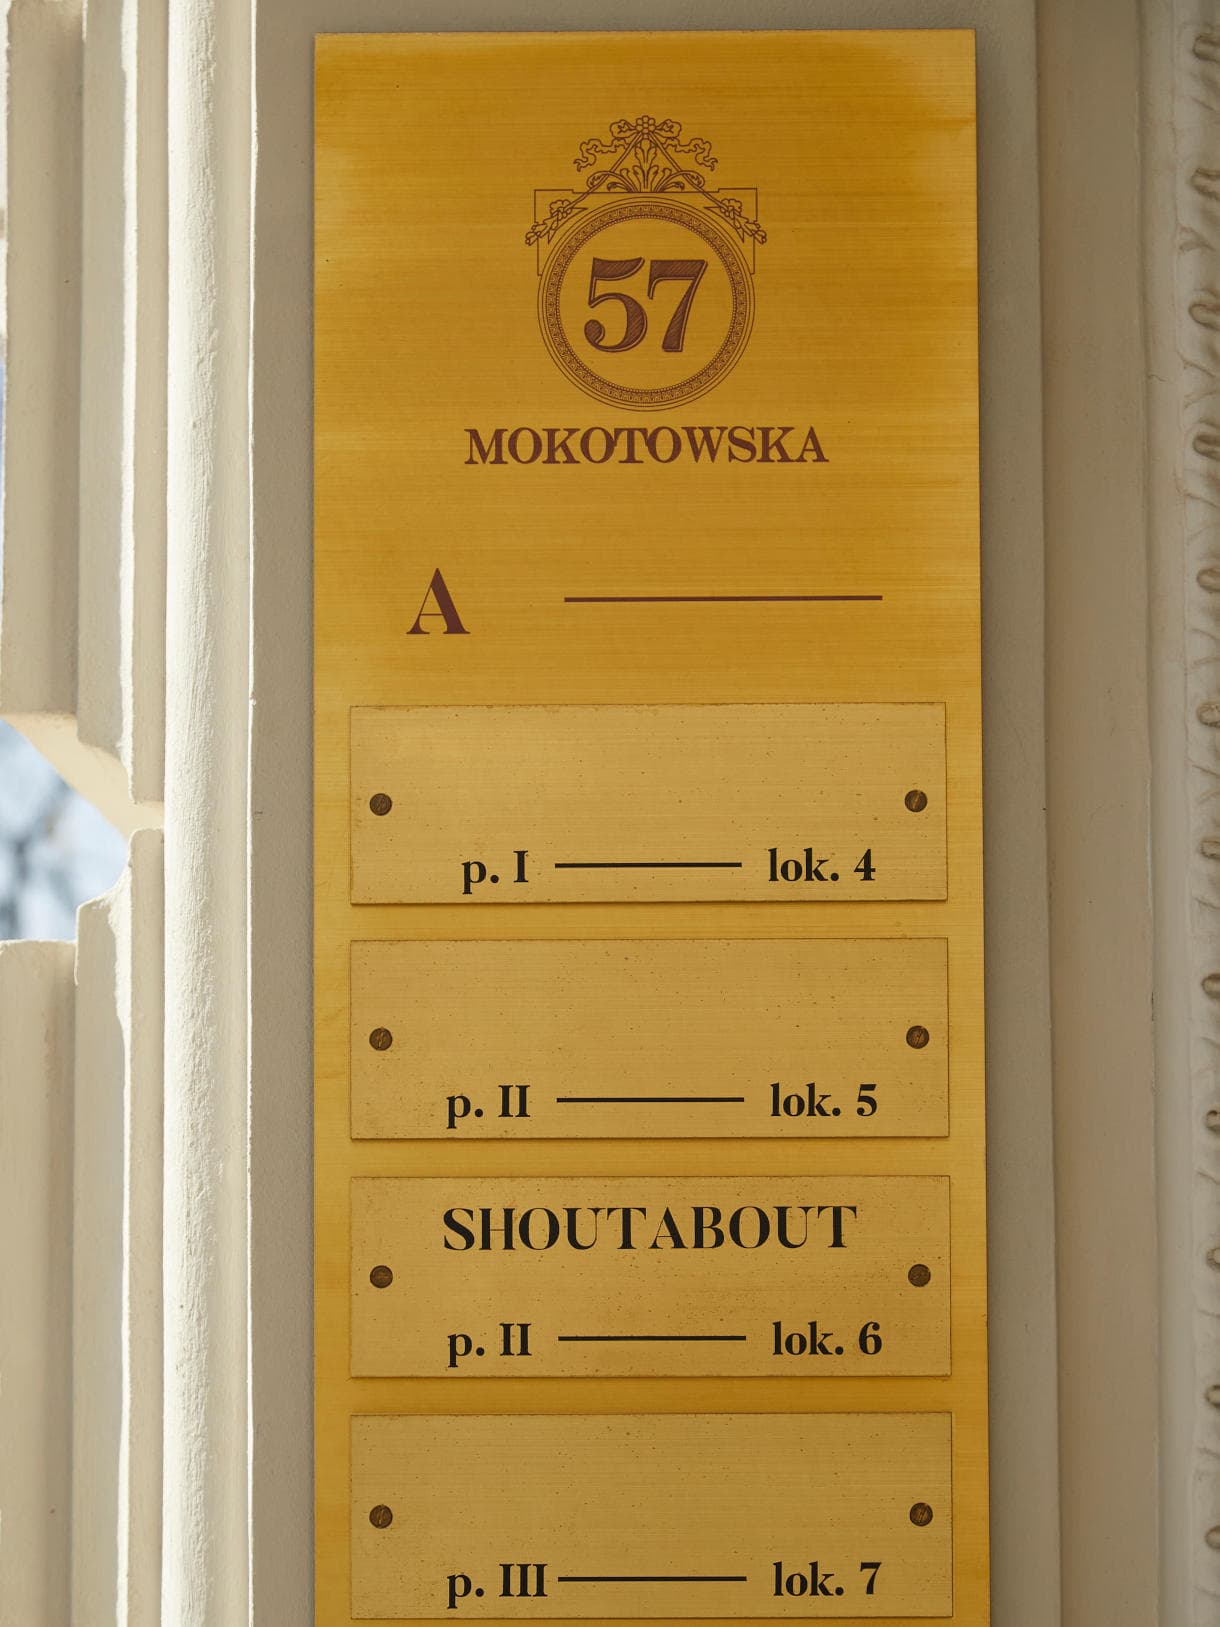 57
MOKOTOWSKA
A
p. I lok. 4
p. II lok. 5
SHOUTABOUT
p. II lok. 6
p. III lok. 7